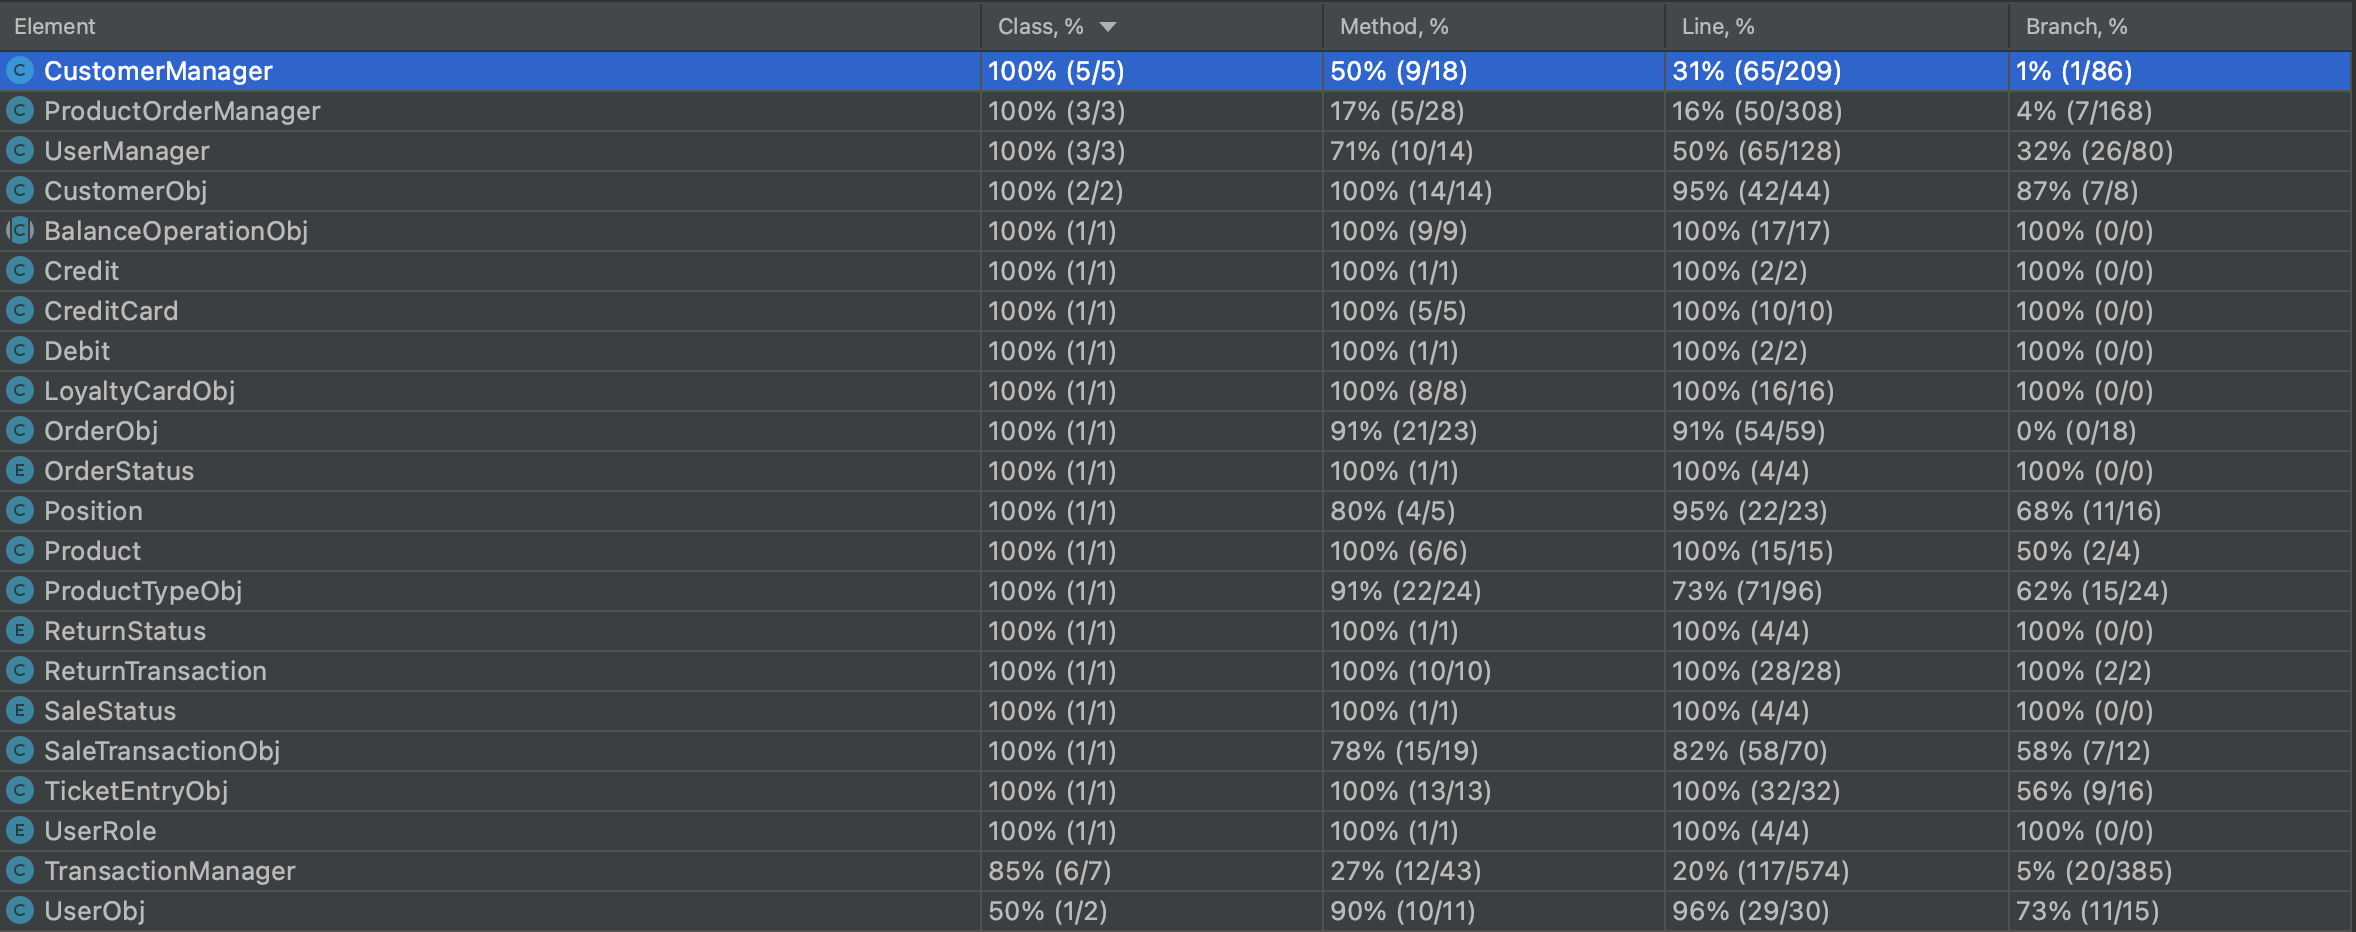 Element Class, % Method, % Line, % Branch, %
C CustomerManager 100% (5/5) 50% (9/18) 31% (65/209) 1% (1/86)
C ProductOrderManager 100% (3/3) 17% (5/28) 16% (50/308) 4% (7/168)
C UserManager 100% (3/3) 71% (10/14) 50% (65/128) 32% (26/80)
C CustomerObj 100% (2/2) 100% (14/14) 95% (42/44) 87% (7/8)
C BalanceOperationObj 100% (1/1) 100% (9/9) 100% (17/17) 100% (0/0)
C Credit 100% (1/1) 100% (1/1) 100% (2/2) 100% (0/0)
C CreditCard 100% (1/1) 100% (5/5) 100% (10/10) 100% (0/0)
C Debit 100% (1/1) 100% (1/1) 100% (2/2) 100% (0/0)
C LoyaltyCardObj 100% (1/1) 100% (8/8) 100% (16/16) 100% (0/0)
C OrderObj 100% (1/1) 91% (21/23) 91% (54/59) 0% (0/18)
E OrderStatus 100% (1/1) 100% (1/1) 100% (4/4) 100% (0/0)
C Position 100% (1/1) 80% (4/5) 95% (22/23) 68% (11/16)
C Product 100% (1/1) 100% (6/6) 100% (15/15) 50% (2/4)
C ProductTypeObj 100% (1/1) 91% (22/24) 73% (71/96) 62% (15/24)
E ReturnStatus 100% (1/1) 100% (1/1) 100% (4/4) 100% (0/0)
C ReturnTransaction 100% (1/1) 100% (10/10) 100% (28/28) 100% (2/2)
E SaleStatus 100% (1/1) 100% (1/1) 100% (4/4) 100% (0/0)
C SaleTransactionObj 100% (1/1) 78% (15/19) 82% (58/70) 58% (7/12)
C TicketEntryObj 100% (1/1) 100% (13/13) 100% (32/32) 56% (9/16)
E UserRole 100% (1/1) 100% (1/1) 100% (4/4) 100% (0/0)
C TransactionManager 85% (6/7) 27% (12/43) 20% (117/574) 5% (20/385)
C UserObj 50% (1/2) 90% (10/11) 96% (29/30) 73% (11/15)